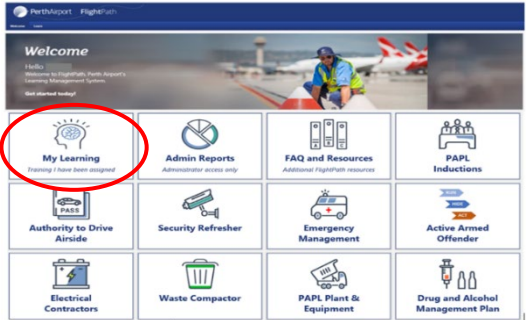 PerthAirport FlightPath
Welcome
Welcome
Hello
Welcome to FlightPath, Perth Airport's
Learning Management System.
Get started today!
My Learning
Training I have been assigned
Admin Reports
Administrator access only
FAQ and Resources
Additional FlightPath resources
PAPL
Inductions
PASS
Authority to Drive
Airside
Security Refresher
Emergency
Management
RUN
HIDE
ACT
Active Armed
Offender
Electrical
Contractors
Waste Compactor
PAPL Plant &
Equipment
Drug and Alcohol
Management Plan